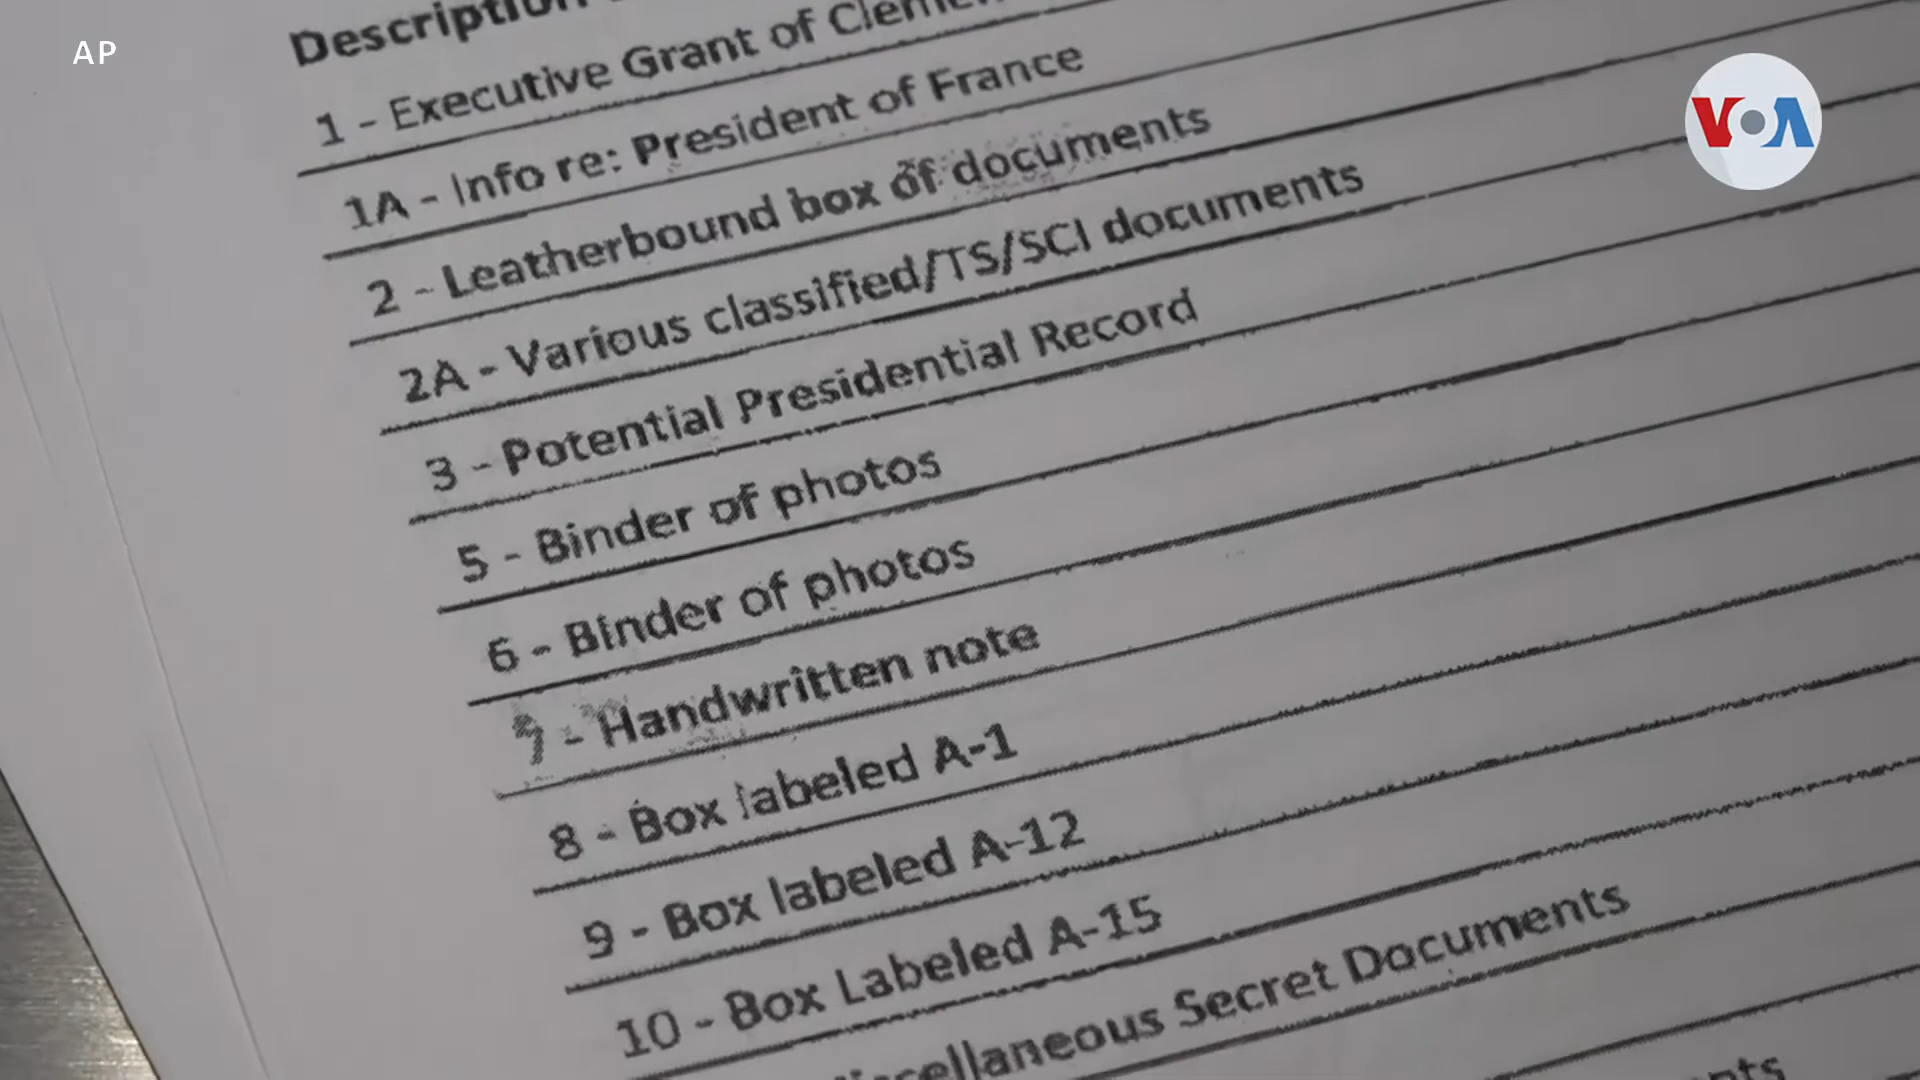 AP
VOA
Description
1 - Executive Grant of
1A - Info re: President of France
2 - Leatherbound box of documents
2A - Various classified/TS/SCI documents
3 - Potential Presidential Record
5 - Binder of photos
6 - Binder of photos
7 - Handwritten note
8 - Box labeled A-1
9 - Box labeled A-12
10 - Box Labeled A-15
Secret Documents